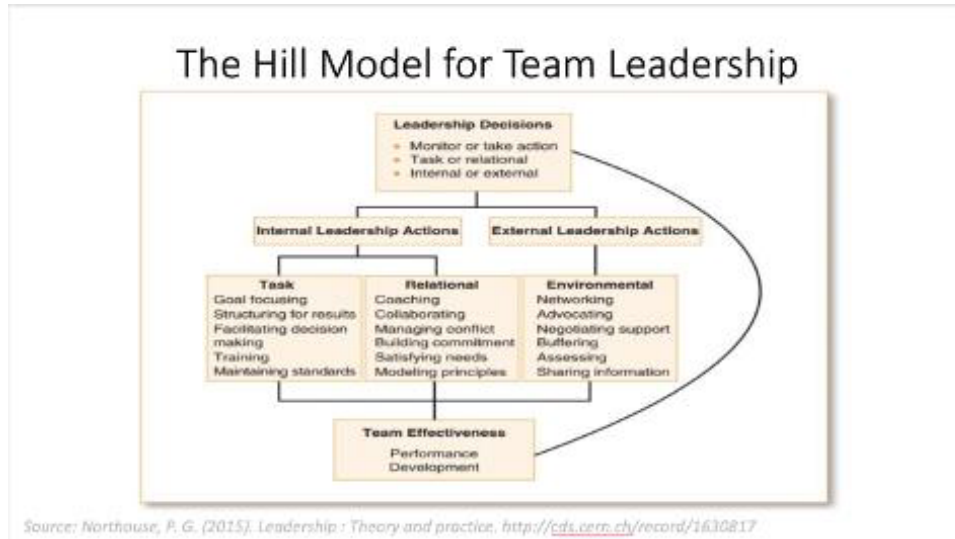 The Hill Model for Team Leadership
Leadership Decisions
Monitor or take action
Task or relational
Internal or external
Internal Leadership Actions
External Leadership Actions
Task
Goal focusing
Structuring for results
Facilitating decision
making
Training
Maintaining standards
Relational
Coaching
Collaborating
Managing conflict
Building commitment
Satisfying needs
Modeling principles
Environmental
Networking
Advocating
Negotiating support
Buffering
Assessing
Sharing information
Team Effectiveness
Performance
Development
Source: Northouse, P. G. (2015). Leadership : Theory and practice. http://cds.cern.ch/record/1630817